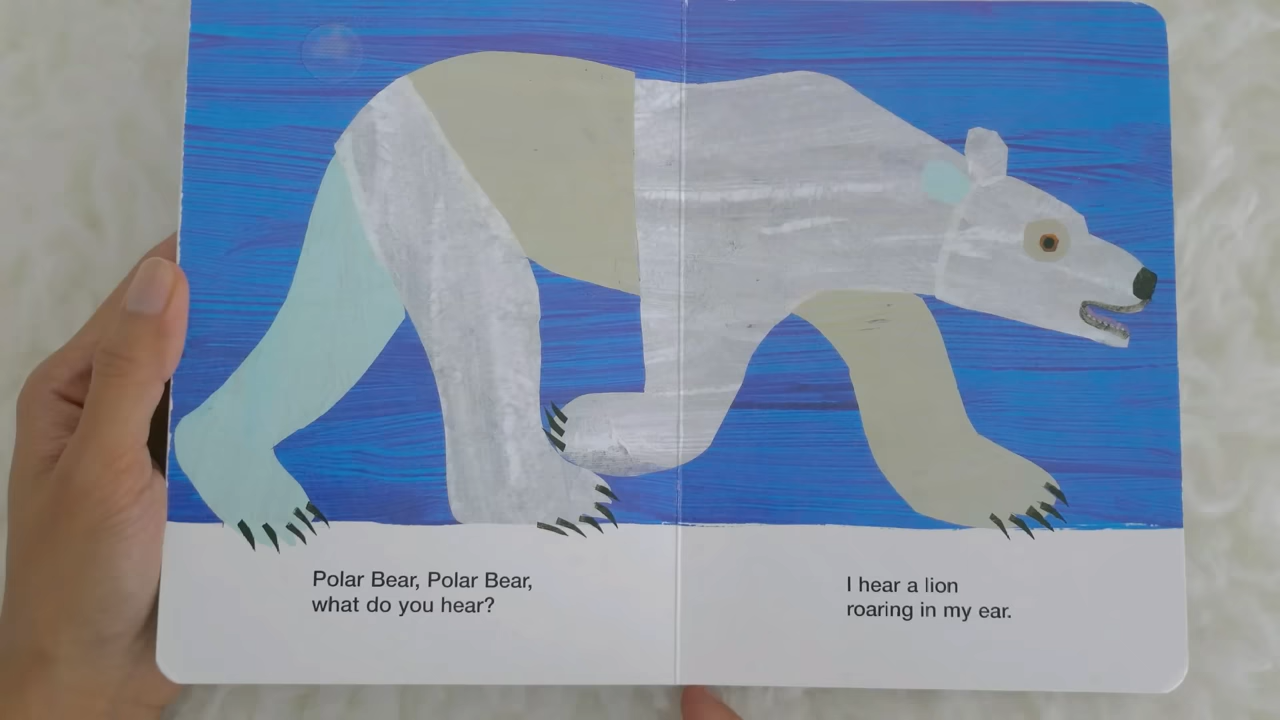 Polar Bear, Polar Bear,
what do you hear?
I hear a lion
roaring in my ear.